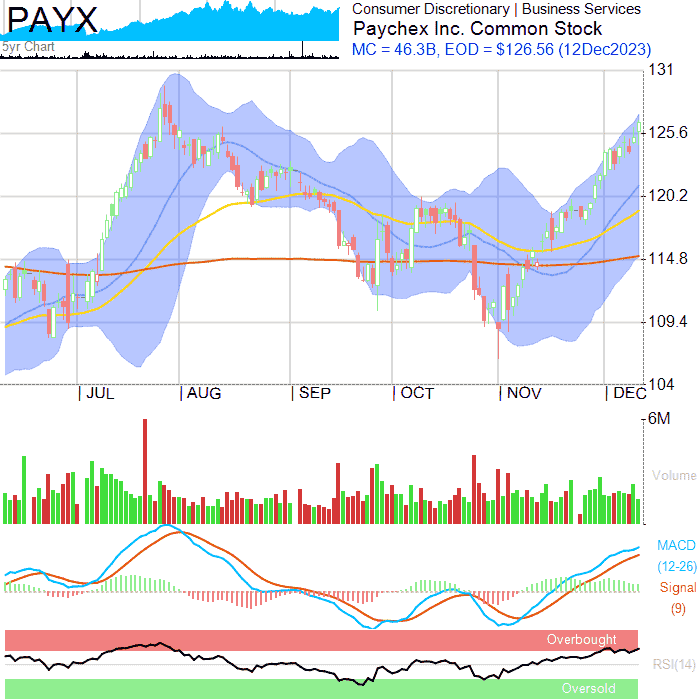 PAYX
5yr Chart
Consumer Discretionary | Business Services
Paychex Inc. Common Stock
MC = 46.3B, EOD = $126.56 (12Dec2023)
131
125.6
120.2
114.8
109.4
104
| JUL | AUG | SEP | OCT | NOV | DEC
6M
Volume
MACD
(12-26)
Signal
(9)
Overbought
RSI(14)
Oversold